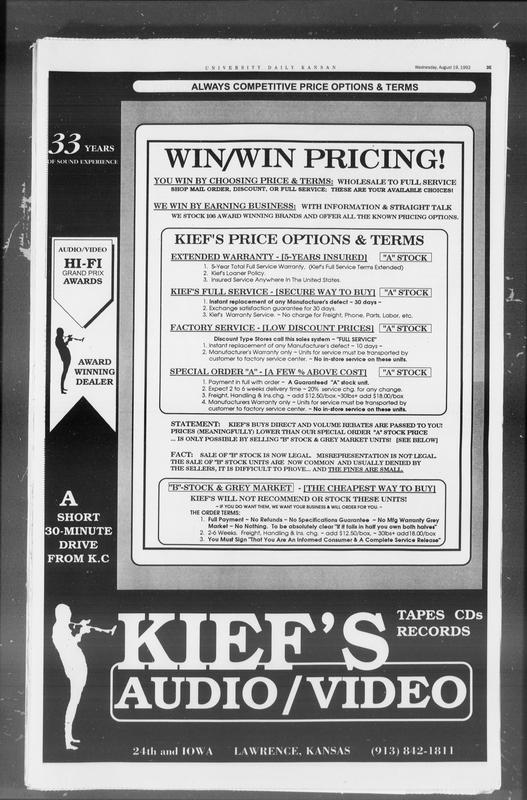 UNIVERSITY DAILY KANSAN
Wednesday, August 19, 1992
3E
ALWAYS COMPETITIVE PRICE OPTIONS & TERMS
33 YEARS
OF SOUND EXPERIENCE
AUDIO/VIDEO
HI-FI
GRAND PRIX
AWARDS
AWARD
WINNING
DEALER
A
SHORT
30-MINUTE
DRIVE
FROM K.C
WIN/WIN PRICING!
YOU WIN BY CHOOSING PRICE & TERMS: WHOLESALE TO FULL SERVICE
SHOP MAIL ORDER, DISCOUNT, OR FULL SERVICE; THESE ARE YOUR AVAILABLE CHOICES!
WE WIN BY EARNING BUSINESS: WITH INFORMATION & STRAIGHT TALK
WE STOCK 106 AWARD WINNING BRANDS AND OFFER ALL THE KNOWN PRICING OPTIONS.
KIEF'S PRICE OPTIONS & TERMS
EXTENDED WARRANTY - [5-YEARS INSURED] "A" STOCK
1. 5-Year Total Full Service Warranty. (Kief's Full Service Terms Extended)
2. Kief's Loaner Policy.
3. Insured Service Anywhere In The United States.
KIEF'S FULL SERVICE - [SECURE WAY TO BUY] "A" STOCK
1. Instant replacement of any Manufacturer's defect ~ 30 days ~
2. Exchange satisfaction guarantee for 30 days.
3. Kief's Warranty Service. ~ No charge for Freight, Phone, Parts, Labor, etc.
FACTORY SERVICE - [LOW DISCOUNT PRICES] "A" STOCK
Discount Type Stores call this sales system ~ "FULL SERVICE"
1. Instant replacement of any Manufacturer's defect ~ 10 days ~
2. Manufacturer's Warranty only ~ Units for service must be transported by
customer to factory service center. ~ No in-store service on these units.
SPECIAL ORDER "A" - [A FEW % ABOVE COST] "A" STOCK
1. Payment in full with order ~ A Guaranteed "A" stock unit.
2. Expect 2 to 6 weeks delivery time ~ 20% service chg. for any change.
3. Freight, Handling & Ins.chg. ~ add $12.50/box.~30lbs+ add $18.00/box
4. Manufacturers Warranty only ~ Units for service must be transported by
customer to factory service center. ~ No in-store service on these units.
STATEMENT: KIEF'S BUYS DIRECT AND VOLUME REBATES ARE PASSED TO YOU!
PRICES (MEANINGFULLY) LOWER THAN OUR SPECIAL ORDER "A" STOCK PRICE
... IS ONLY POSSIBLE BY SELLING "B" STOCK & GREY MARKET UNITS! [SEE BELOW]
FACT: SALE OF "B" STOCK IS NOW LEGAL MISREPRESENTATION IS NOT LEGAL
THE SALE OF "B" STOCK UNITS ARE NOW COMMON AND USUALLY DENIED BY
THE SELLERS, IT IS DIFFICULT TO PROVE... AND THE FINES ARE SMALL.
"B"-STOCK & GREY MARKET - [THE CHEAPEST WAY TO BUY]
KIEF'S WILL NOT RECOMMEND OR STOCK THESE UNITS!
~ IF YOU DO WANT THEM, WE WANT YOUR BUSINESS & WILL ORDER FOR YOU. ~
THE ORDER TERMS:
1. Full Payment ~ No Refunds ~ No Specifications Guarantee ~ No Mfg Warranty Grey
Market ~ No Nothing. To be absolutely clear "If it falls in half you own both halves"
2. 2-6 Weeks. Freight, Handling & Ins. chg. ~ add $12.50/box, ~ 30lbs+ add18.00/box
3. You Must Sign "That You Are An Informed Consumer & A Complete Service Release"
KIEF'S
TAPES CDs
RECORDS
AUDIO/VIDEO
24th and IOWA LAWRENCE, KANSAS (913) 842-1811